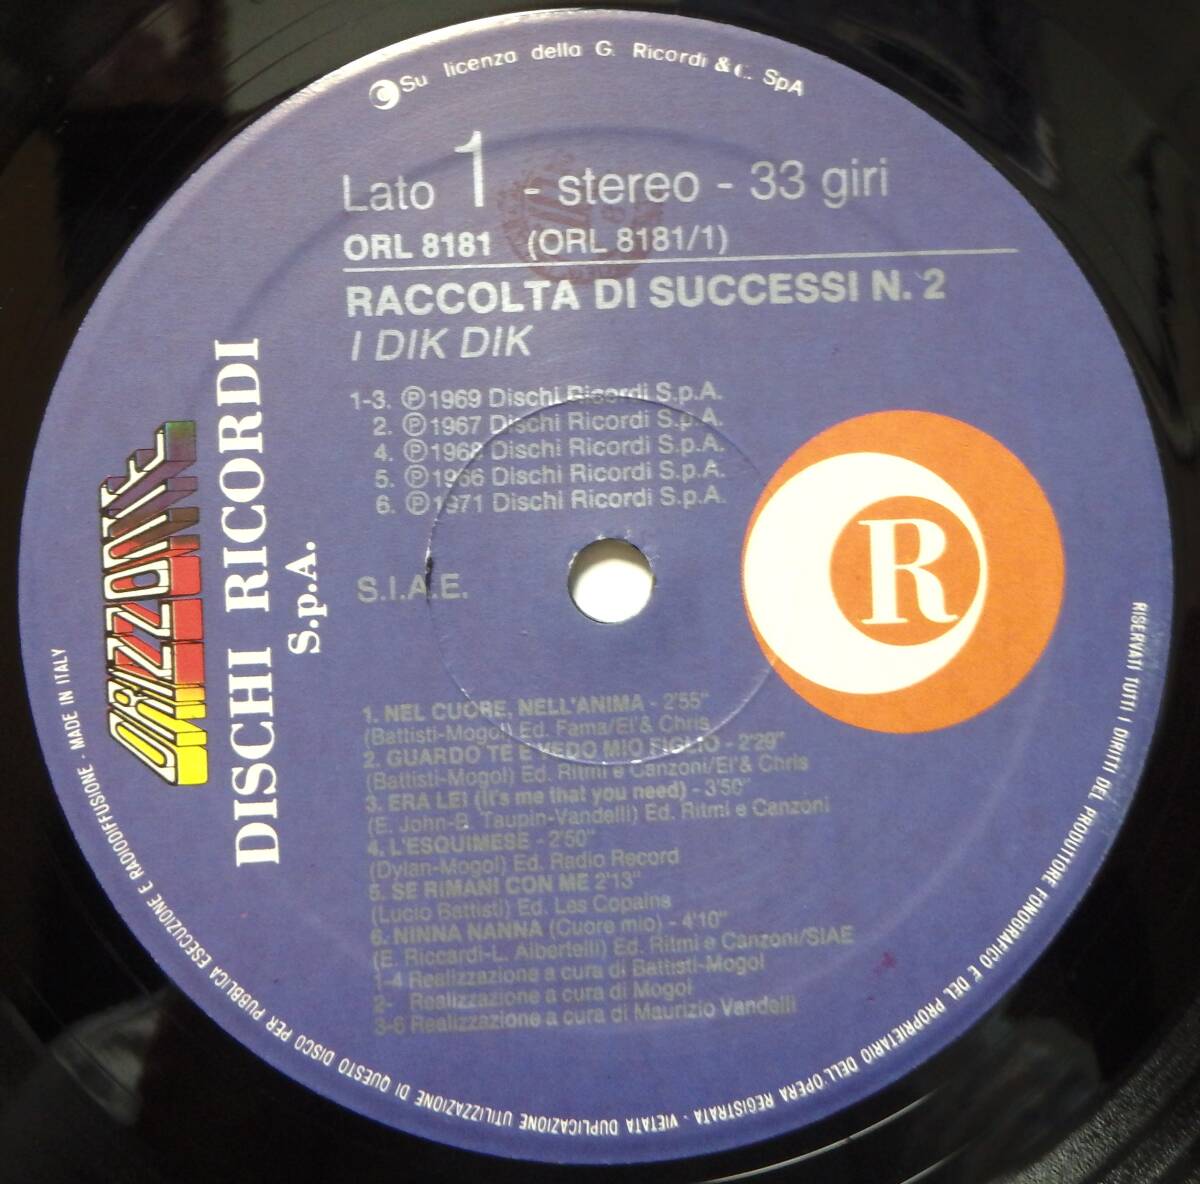 Su licenza della G. Ricordi & C. SpA
Lato 1 - stereo - 33 giri
ORL 8181 (ORL 8181/1)
RACCOLTA DI SUCCESSI N. 2
I DIK DIK
1-3. ℗ 1969 Dischi Ricordi S.p.A.
2. ℗ 1967 Dischi Ricordi S.p.A.
4. ℗ 1968 Dischi Ricordi S.p.A.
5. ℗ 1966 Dischi Ricordi S.p.A.
6. ℗ 1971 Dischi Ricordi S.p.A.
S.I.A.E.
R
ORIZZONTE
DISCHI RICORDI
S.p.A.
1. NEL CUORE, NELL'ANIMA - 2'55"
(Battisti-Mogol) Ed. Fama/El'& Chris
2. GUARDO TE E VEDO MIO FIGLIO - 2'29"
(Battisti-Mogol) Ed. Ritmi e Canzoni/El'& Chris
3. ERA LEI (It's me that you need) - 3'50"
(E. John-B. Taupin-Vandelli) Ed. Ritmi e Canzoni
4. L'ESQUIMESE - 2'50"
(Dylan-Mogol) Ed. Radio Record
5. SE RIMANI CON ME 2'13"
(Lucio Battisti) Ed. Les Copains
6. NINNA NANNA (Cuore mio) - 4'10"
(E. Riccardi-L. Albertelli) Ed. Ritmi e Canzoni/SIAE
1-4 Realizzazione a cura di Battisti-Mogol
2- Realizzazione a cura di Mogol
3-6 Realizzazione a cura di Maurizio Vandelli
RISERVATI TUTTI I DIRITTI DEL PRODUTTORE FONOGRAFICO E DEL PROPRIETARIO DELL'OPERA REGISTRATA - VIETATA DUPLICAZIONE UTILIZZAZIONE DI QUESTO DISCO PER PUBBLICA ESECUZIONE E RADIODIFFUSIONE - MADE IN ITALY